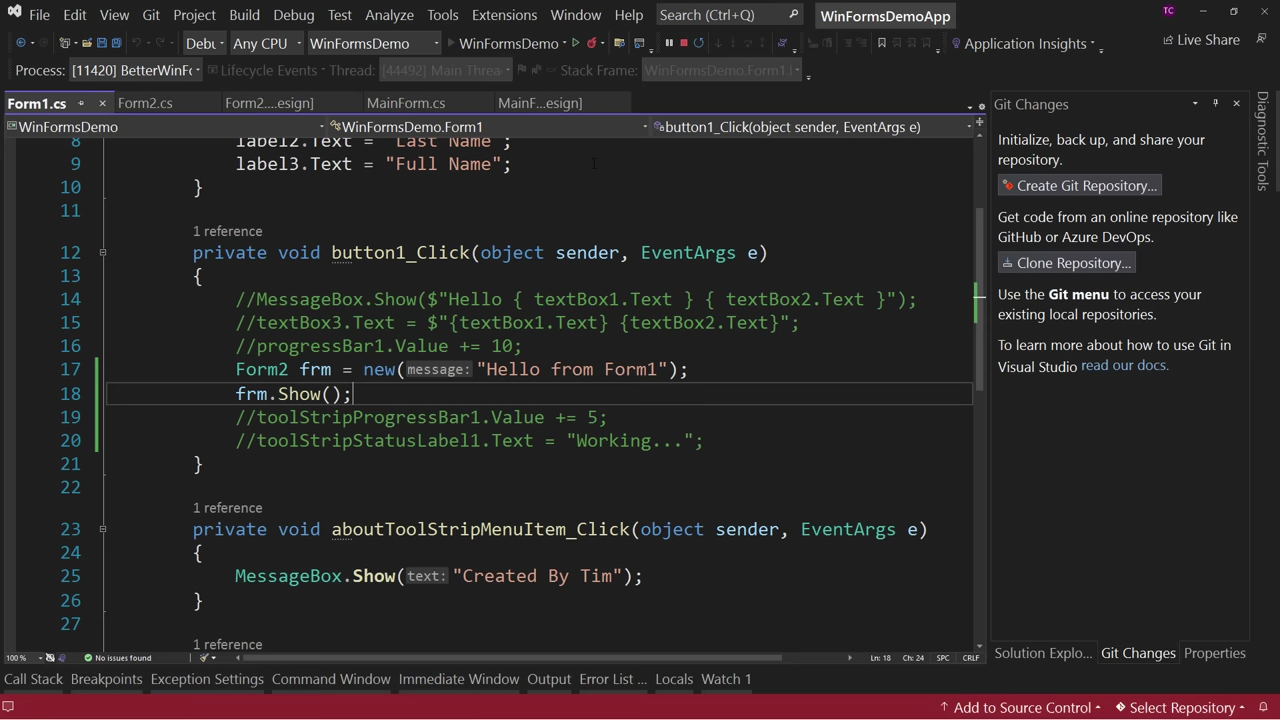 File Edit View Git Project Build Debug Test Analyze Tools Extensions Window Help Search (Ctrl+Q) WinFormsDemoApp TC
Debu Any CPU WinFormsDemo WinFormsDemo Application Insights Live Share
Process: [11420] BetterWinFo Lifecycle Events Thread: [44492] Main Threa Stack Frame: WinFormsDemo.Form1.
Form1.cs Form2.cs Form2....esign] MainForm.cs MainF...esign] Git Changes
WinFormsDemo WinFormsDemo.Form1 button1_Click(object sender, EventArgs e)
8 label2.Text = "Last Name";
9 label3.Text = "Full Name";
10 }
11
1 reference
12 private void button1_Click(object sender, EventArgs e)
13 {
14 //MessageBox.Show($"Hello { textBox1.Text } { textBox2.Text }");
15 //textBox3.Text = $"{textBox1.Text} {textBox2.Text}";
16 //progressBar1.Value += 10;
17 Form2 frm = new(message: "Hello from Form1");
18 frm.Show();
19 //toolStripProgressBar1.Value += 5;
20 //toolStripStatusLabel1.Text = "Working...";
21 }
22
1 reference
23 private void aboutToolStripMenuItem_Click(object sender, EventArgs e)
24 {
25 MessageBox.Show(text: "Created By Tim");
26 }
27
1 reference
Initialize, back up, and share your
repository.
Create Git Repository...
Get code from an online repository like
GitHub or Azure DevOps.
Clone Repository...
Use the Git menu to access your
existing local repositories.
To learn more about how to use Git in
Visual Studio read our docs.
Diagnostic Tools
100 % No issues found Ln: 18 Ch: 24 SPC CRLF
Solution Explo... Git Changes Properties
Call Stack Breakpoints Exception Settings Command Window Immediate Window Output Error List ... Locals Watch 1
Add to Source Control Select Repository